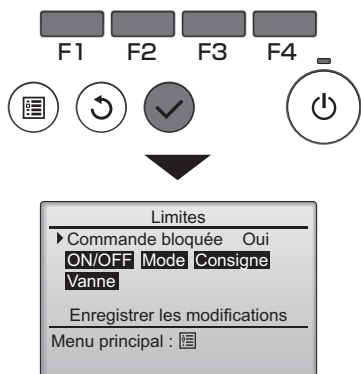 F1 F2 F3 F4
Limites
Commande bloquée Oui
ON/OFF Mode Consigne
Vanne
Enregistrer les modifications
Menu principal :